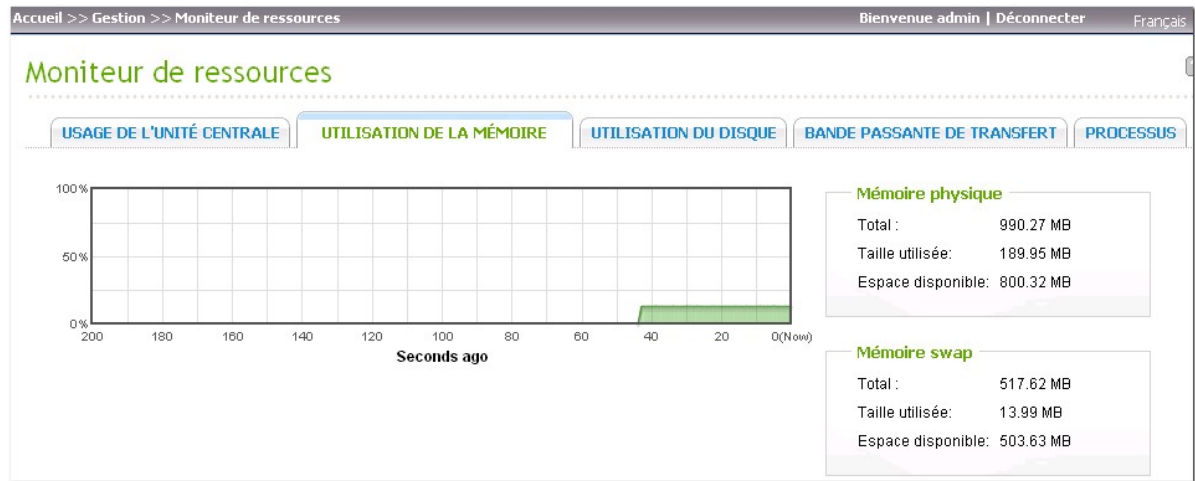 Accueil >> Gestion >> Moniteur de ressources Bienvenue admin | Déconnecter Français
Moniteur de ressources
USAGE DE L'UNITÉ CENTRALE UTILISATION DE LA MÉMOIRE UTILISATION DU DISQUE BANDE PASSANTE DE TRANSFERT PROCESSUS
100%
50%
0%
200 180 160 140 120 100 80 60 40 20 0(Now)
Seconds ago
Mémoire physique
Total : 990.27 MB
Taille utilisée: 189.95 MB
Espace disponible: 800.32 MB
Mémoire swap
Total : 517.62 MB
Taille utilisée: 13.99 MB
Espace disponible: 503.63 MB